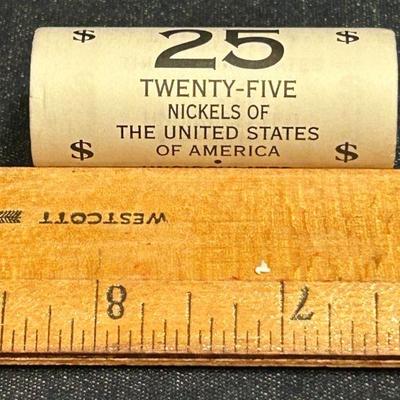 $ 25 $
TWENTY-FIVE
NICKELS OF
THE UNITED STATES
$ OF AMERICA $
WESTCOTT
8 7